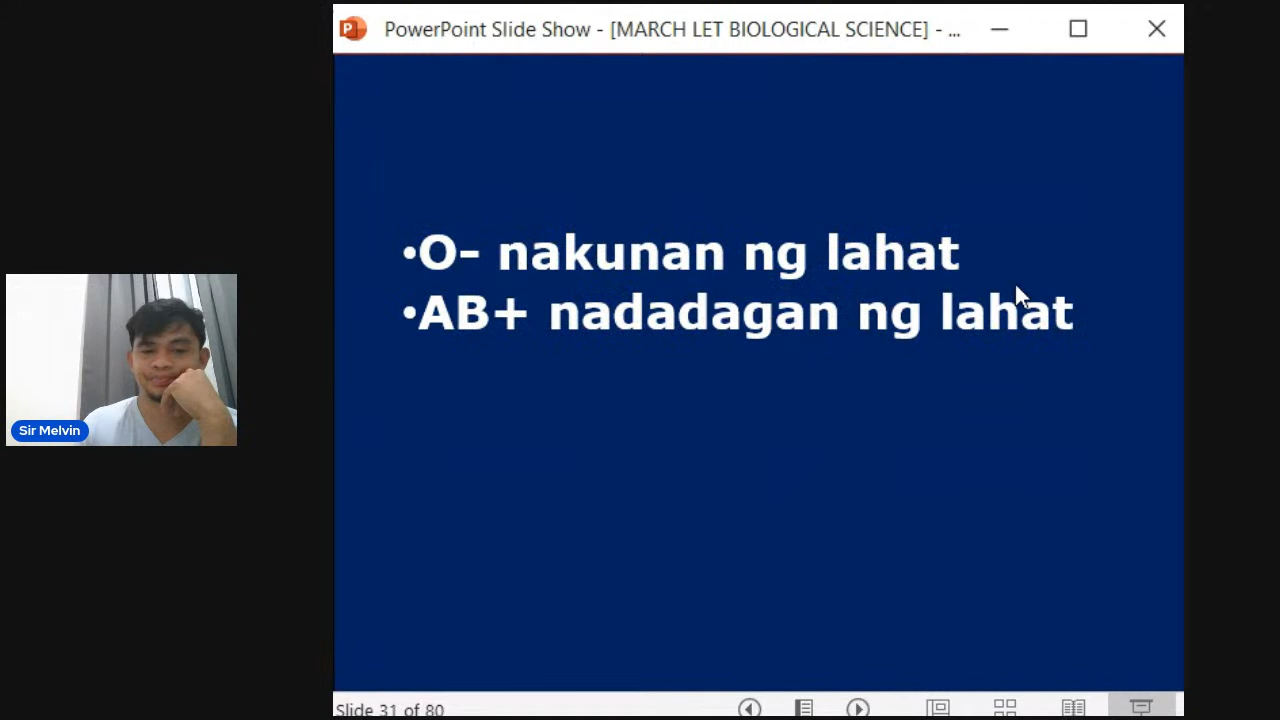 PowerPoint Slide Show - [MARCH LET BIOLOGICAL SCIENCE] - ...
•O- nakunan ng lahat
•AB+ nadadagan ng lahat
Sir Melvin
Slide 31 of 80